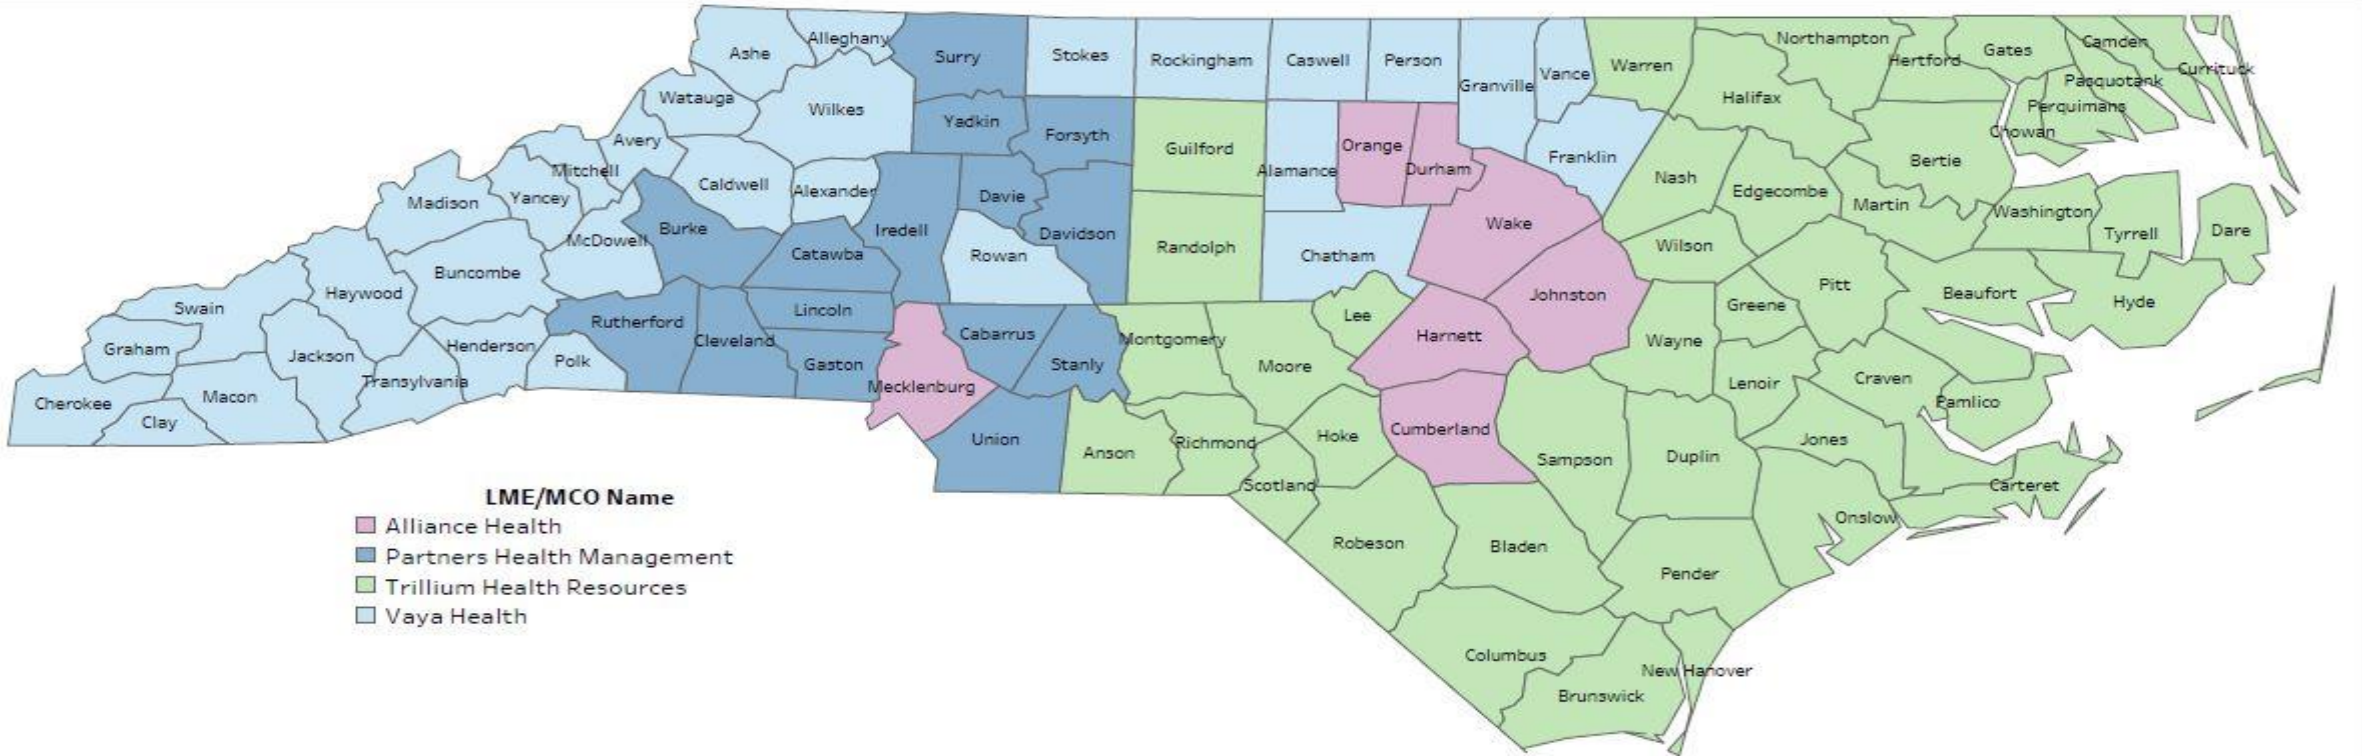 Ashe
Alleghany
Surry
Stokes
Rockingham
Caswell
Person
Granville
Vance
Warren
Northampton
Hertford
Gates
Camden
Currituck
Pasquotank
Perquimans
Chowan
Halifax
Watauga
Wilkes
Yadkin
Forsyth
Guilford
Alamance
Orange
Durham
Franklin
Nash
Edgecombe
Bertie
Martin
Washington
Tyrrell
Dare
Avery
Mitchell
Yancey
Madison
Caldwell
Alexander
Iredell
Davie
Davidson
Randolph
Chatham
Wake
Wilson
Pitt
Beaufort
Hyde
McDowell
Burke
Catawba
Rowan
Buncombe
Haywood
Swain
Graham
Cherokee
Clay
Macon
Jackson
Transylvania
Henderson
Polk
Rutherford
Cleveland
Lincoln
Gaston
Mecklenburg
Cabarrus
Stanly
Union
Anson
Montgomery
Richmond
Moore
Lee
Harnett
Johnston
Wayne
Greene
Lenoir
Craven
Pamlico
Jones
Carteret
Onslow
Duplin
Sampson
Cumberland
Hoke
Scotland
Robeson
Bladen
Pender
Columbus
Brunswick
New Hanover
LME/MCO Name
Alliance Health
Partners Health Management
Trillium Health Resources
Vaya Health